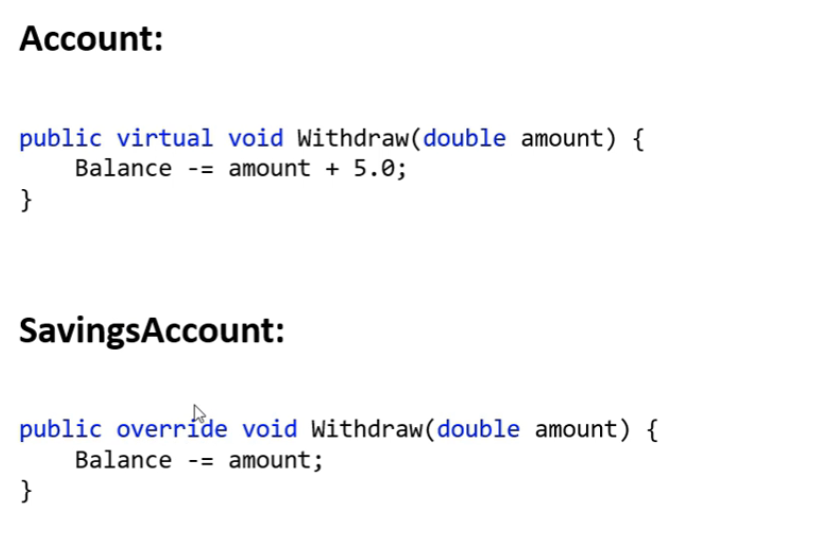 Account:
public virtual void Withdraw(double amount) {
    Balance -= amount + 5.0;
}
SavingsAccount:
public override void Withdraw(double amount) {
    Balance -= amount;
}